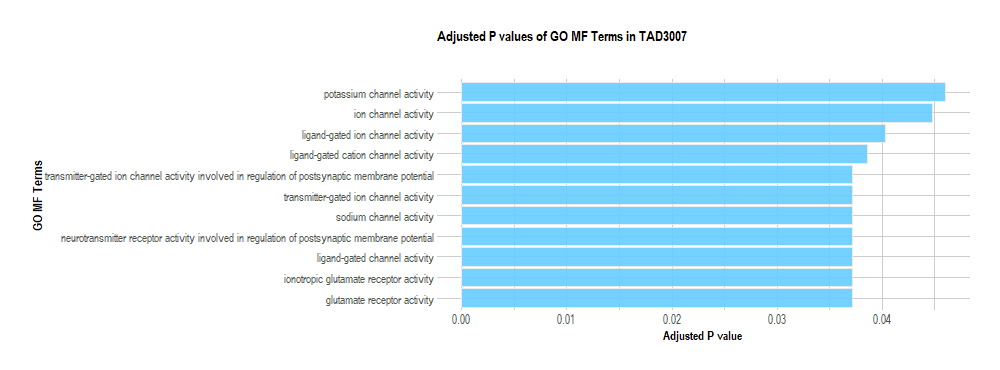 Adjusted P values of GO MF Terms in TAD3007
GO MF Terms
potassium channel activity
ion channel activity
ligand-gated ion channel activity
ligand-gated cation channel activity
transmitter-gated ion channel activity involved in regulation of postsynaptic membrane potential
transmitter-gated ion channel activity
sodium channel activity
neurotransmitter receptor activity involved in regulation of postsynaptic membrane potential
ligand-gated channel activity
ionotropic glutamate receptor activity
glutamate receptor activity
0.00 0.01 0.02 0.03 0.04
Adjusted P value